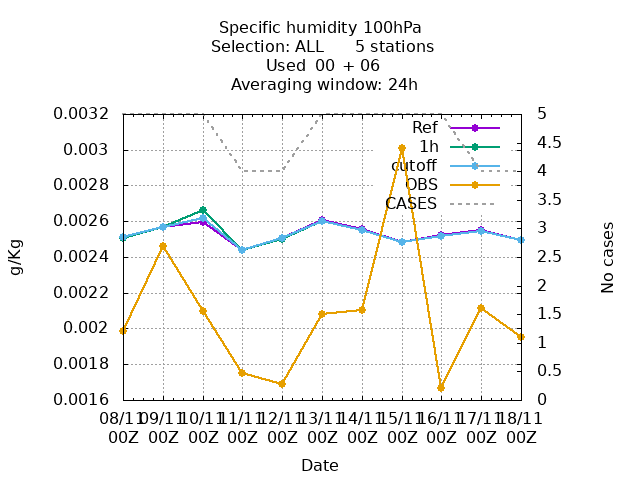 Specific humidity 100hPa
Selection: ALL      5 stations
Used  00 + 06
Averaging window: 24h
g/Kg
0.0032
0.003
0.0028
0.0026
0.0024
0.0022
0.002
0.0018
0.0016
Ref
1h
cutoff
OBS
CASES
5
4.5
4
3.5
3
2.5
2
1.5
1
0.5
0
No cases
08/11 09/11 10/11 11/11 12/11 13/11 14/11 15/11 16/11 17/11 18/11
00Z 00Z 00Z 00Z 00Z 00Z 00Z 00Z 00Z 00Z 00Z
Date